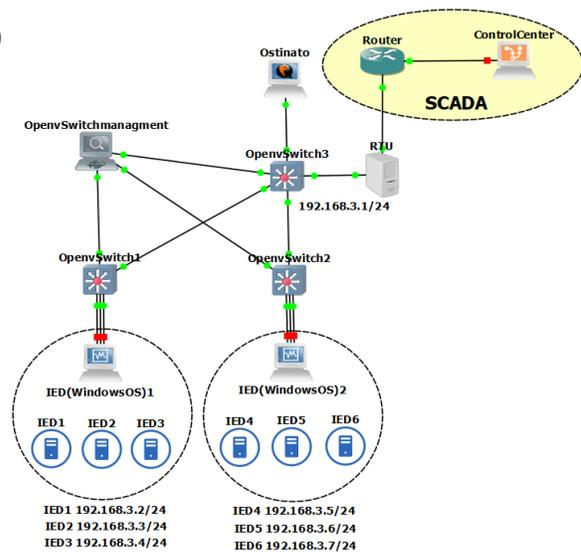 ControlCenter
Router
Ostinato
SCADA
OpenvSwitchmanagment
OpenvSwitch3
RTU
192.168.3.1/24
OpenvSwitch1
OpenvSwitch2
IED(WindowsOS)1
IED(WindowsOS)2
IED1 IED2 IED3
IED4 IED5 IED6
IED1 192.168.3.2/24
IED2 192.168.3.3/24
IED3 192.168.3.4/24
IED4 192.168.3.5/24
IED5 192.168.3.6/24
IED6 192.168.3.7/24